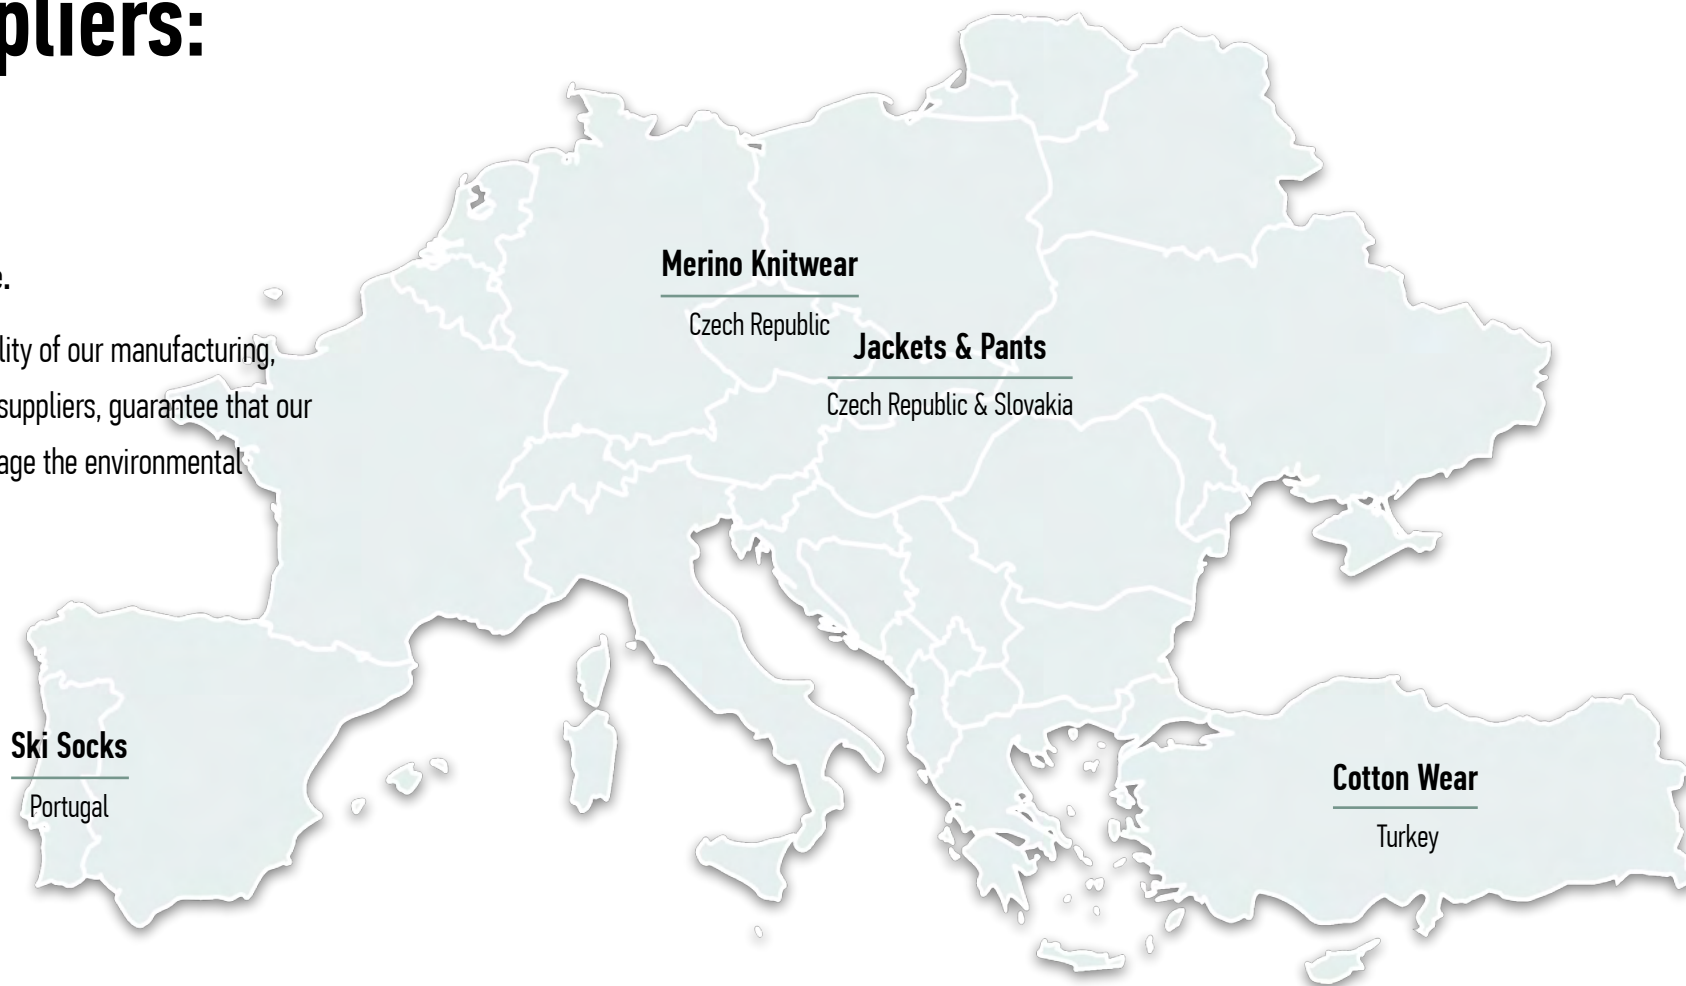 pliers:
e.
lity of our manufacturing,
suppliers, guarantee that our
age the environmental
Merino Knitwear
Czech Republic
Jackets & Pants
Czech Republic & Slovakia
Ski Socks
Portugal
Cotton Wear
Turkey